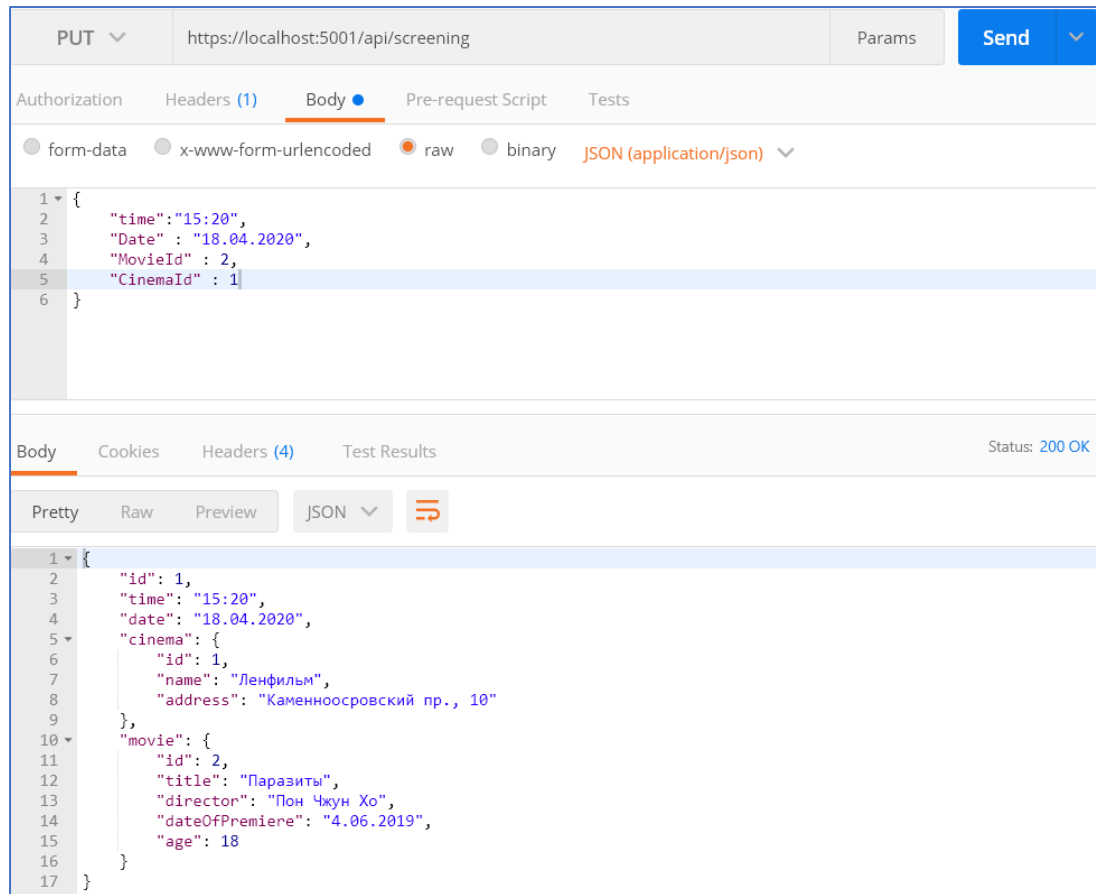 PUT https://localhost:5001/api/screening Params Send
Authorization Headers (1) Body Pre-request Script Tests
form-data x-www-form-urlencoded raw binary JSON (application/json)
1 {
2 "time":"15:20",
3 "Date" : "18.04.2020",
4 "MovieId" : 2,
5 "CinemaId" : 1
6 }
Body Cookies Headers (4) Test Results Status: 200 OK
Pretty Raw Preview JSON
1 {
2 "id": 1,
3 "time": "15:20",
4 "date": "18.04.2020",
5 "cinema": {
6 "id": 1,
7 "name": "Ленфильм",
8 "address": "Каменноосровский пр., 10"
9 },
10 "movie": {
11 "id": 2,
12 "title": "Паразиты",
13 "director": "Пон Чжун Хо",
14 "dateOfPremiere": "4.06.2019",
15 "age": 18
16 }
17 }